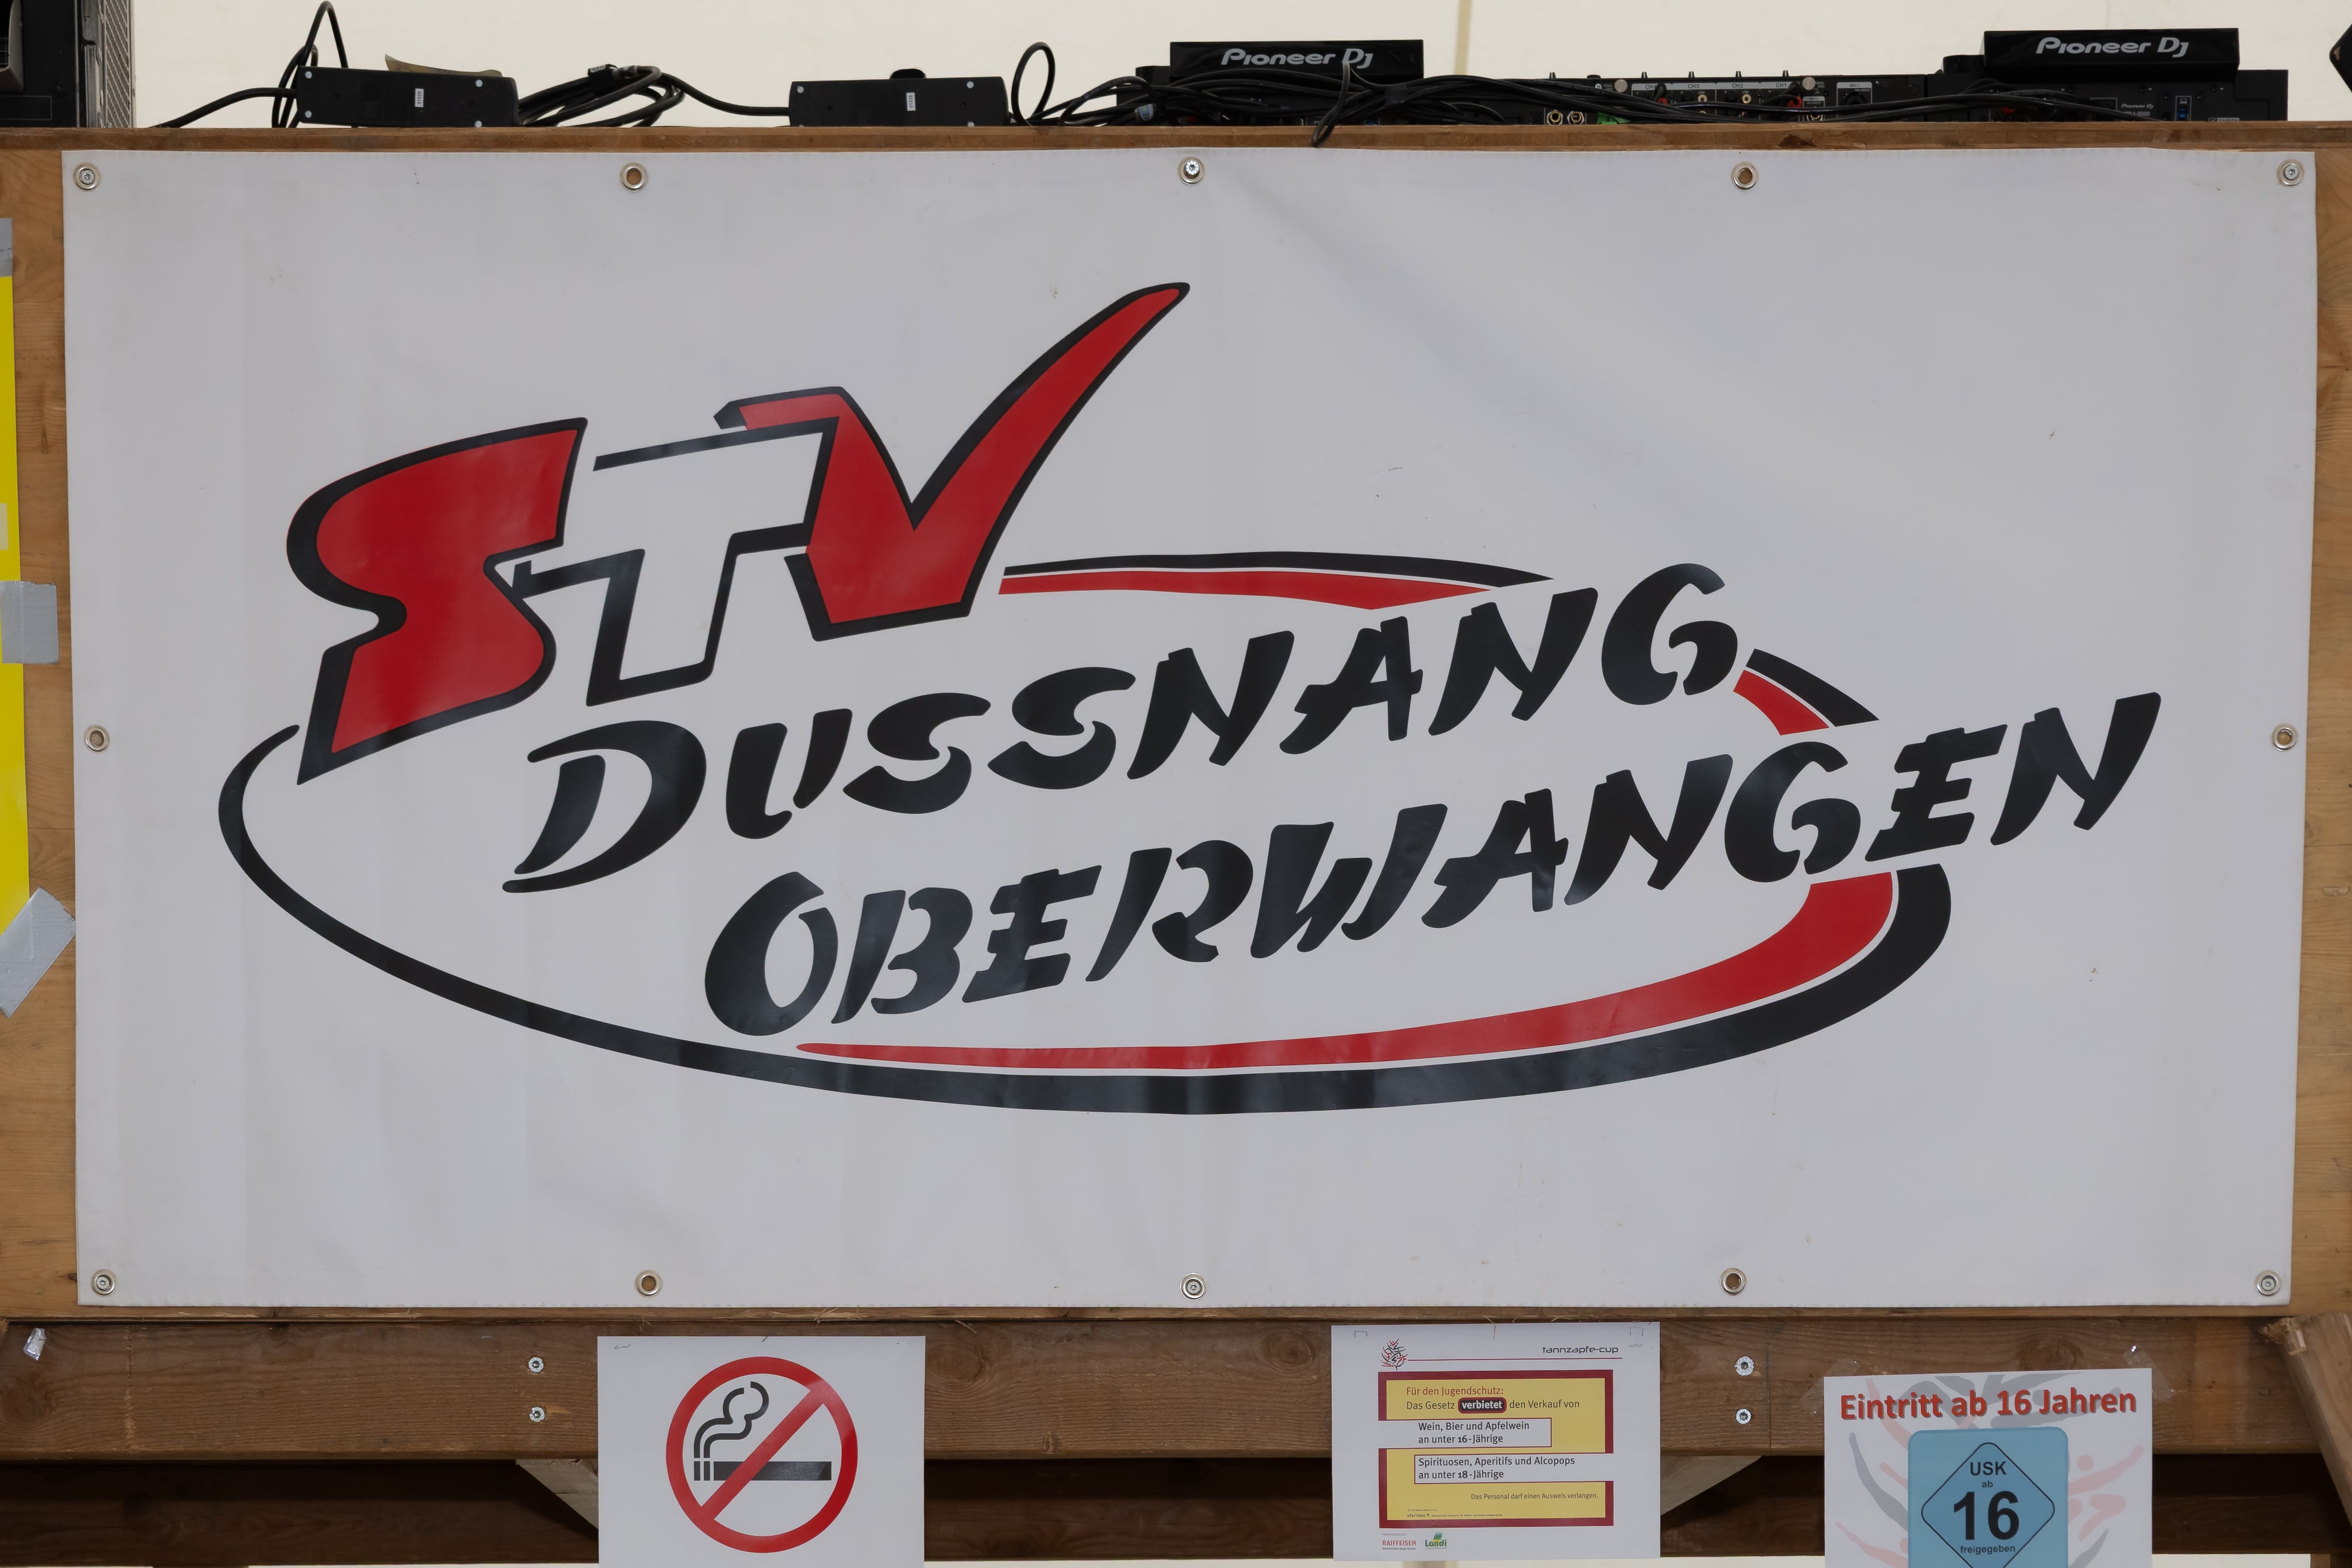 Pioneer Dj
Pioneer Dj
STV
DUSSNANG
OBERWANGEN
tannzapfe-cup
Für den Jugendschutz:
Das Gesetz verbietet den Verkauf von
Wein, Bier und Apfelwein
an unter 16-Jährige
Spirituosen, Aperitifs und Alcopops
an unter 18-Jährige
Das Personal darf einen Ausweis verlangen.
RAIFFEISEN
Landi
Eintritt ab 16 Jahren
USK
ab
16
freigegeben